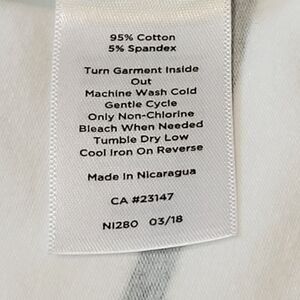 95% Cotton
5% Spandex
Turn Garment Inside
Out
Machine Wash Cold
Gentle Cycle
Only Non-Chlorine
Bleach When Needed
Tumble Dry Low
Cool Iron On Reverse
Made In Nicaragua
CA #23147
NI280 03/18